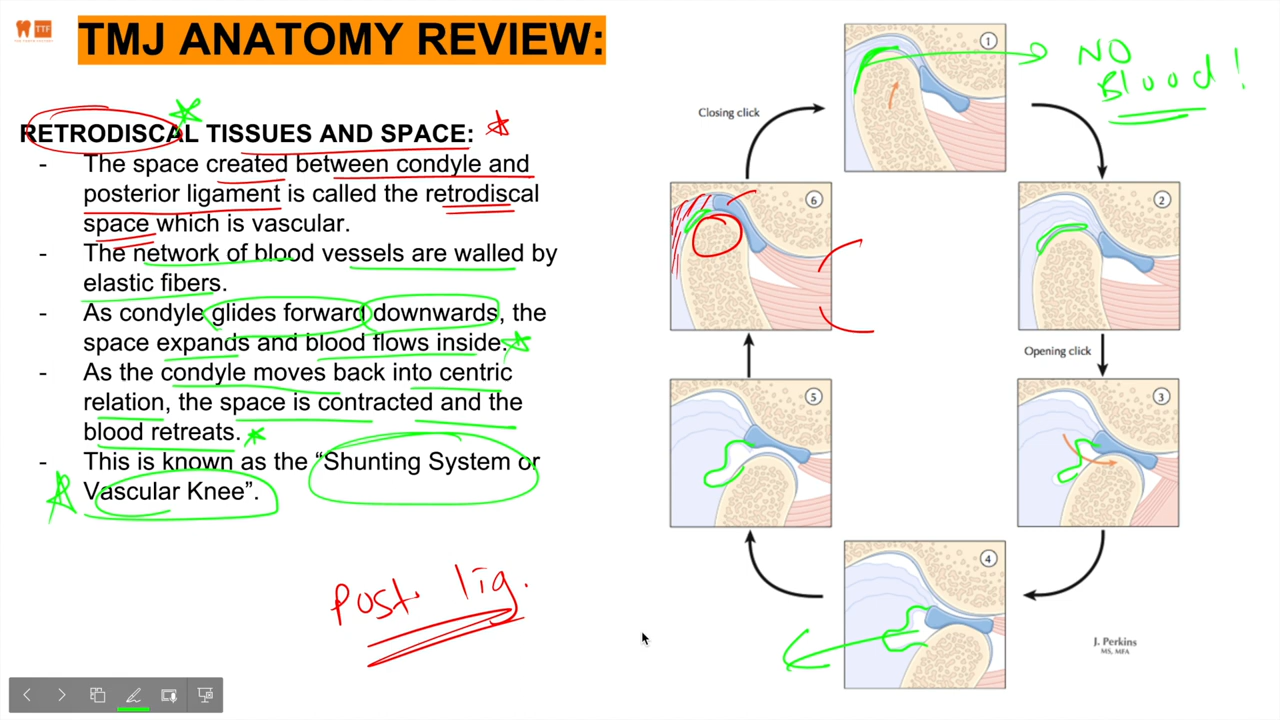 TTF
TMJ ANATOMY REVIEW:
RETRODISCAL TISSUES AND SPACE:
- The space created between condyle and
posterior ligament is called the retrodiscal
space which is vascular.
- The network of blood vessels are walled by
elastic fibers.
- As condyle glides forward downwards, the
space expands and blood flows inside.
- As the condyle moves back into centric
relation, the space is contracted and the
blood retreats.
- This is known as the “Shunting System or
Vascular Knee”.
Post. lig.
1
NO
Blood!
Closing click
6
2
Opening click
5
3
4
J. Perkins
MS, MFA